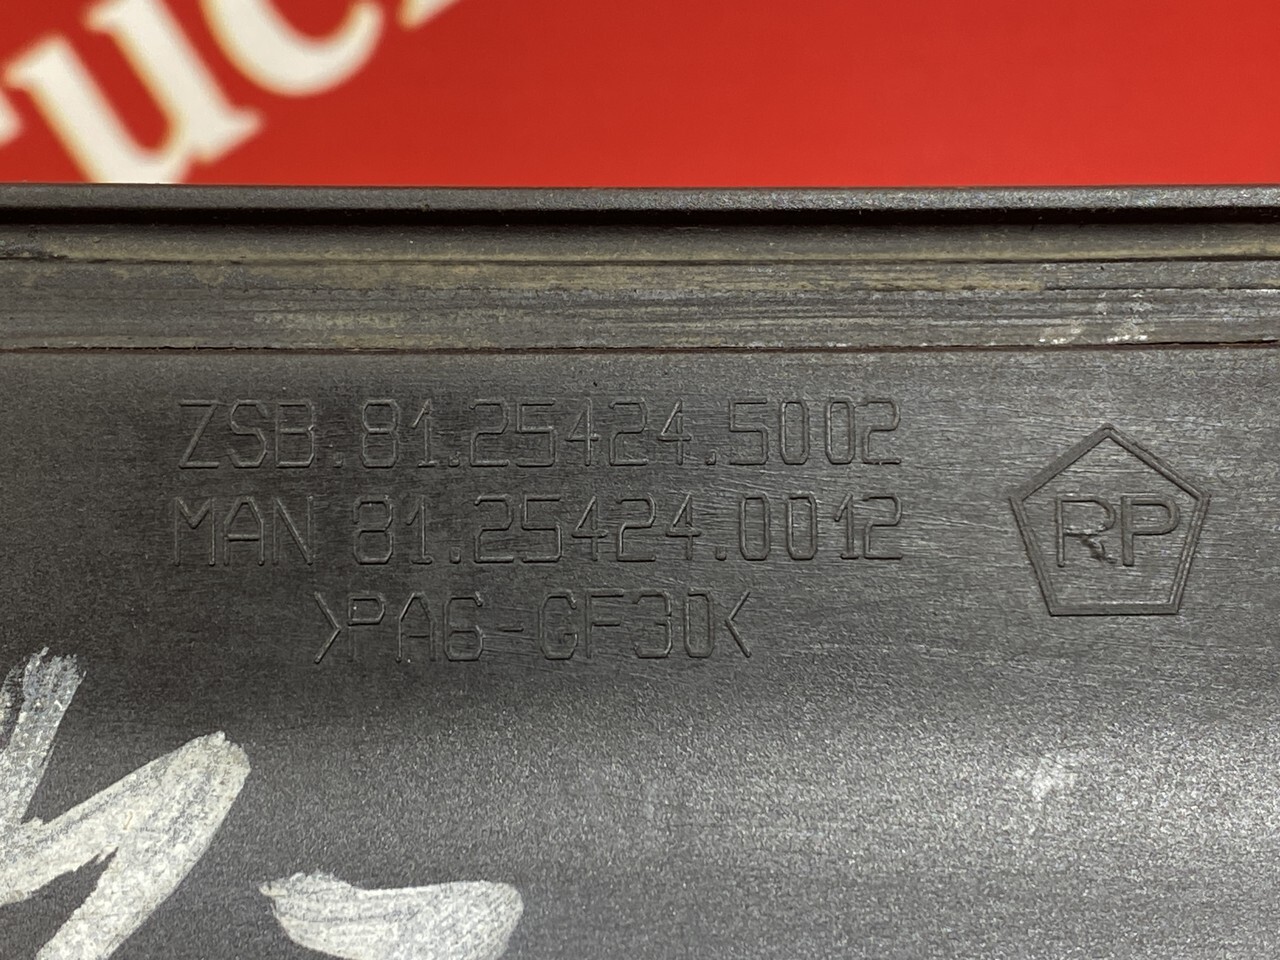 ZSB.81.25424.5002
MAN 81.25424.0012
>PA6-GF30<
RP